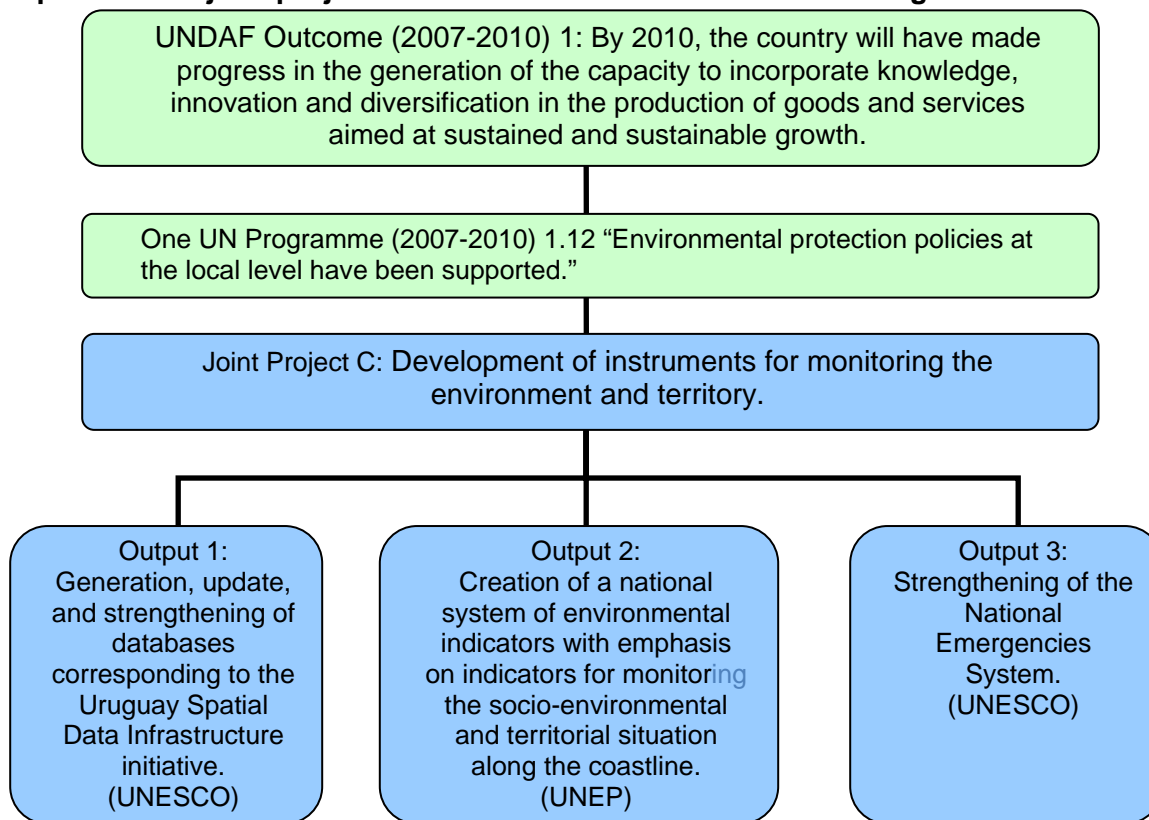 UNDAF Outcome (2007-2010) 1: By 2010, the country will have made
progress in the generation of the capacity to incorporate knowledge,
innovation and diversification in the production of goods and services
aimed at sustained and sustainable growth.
One UN Programme (2007-2010) 1.12 “Environmental protection policies at
the local level have been supported.”
Joint Project C: Development of instruments for monitoring the
environment and territory.
Output 1:
Generation, update,
and strengthening of
databases
corresponding to the
Uruguay Spatial
Data Infrastructure
initiative.
(UNESCO)
Output 2:
Creation of a national
system of environmental
indicators with emphasis
on indicators for monitoring
the socio-environmental
and territorial situation
along the coastline.
(UNEP)
Output 3:
Strengthening of the
National
Emergencies
System.
(UNESCO)